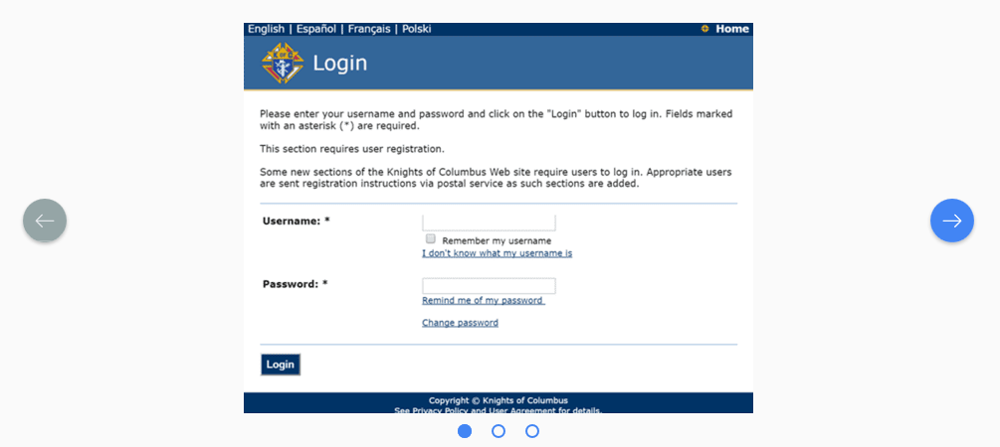 English | Español | Français | Polski
Home
Login
Please enter your username and password and click on the "Login" button to log in. Fields marked
with an asterisk (*) are required.
This section requires user registration.
Some new sections of the Knights of Columbus Web site require users to log in. Appropriate users
are sent registration instructions via postal service as such sections are added.
Username: *
Remember my username
I don't know what my username is
Password: *
Remind me of my password
Change password
Login
Copyright © Knights of Columbus
See Privacy Policy and User Agreement for details.